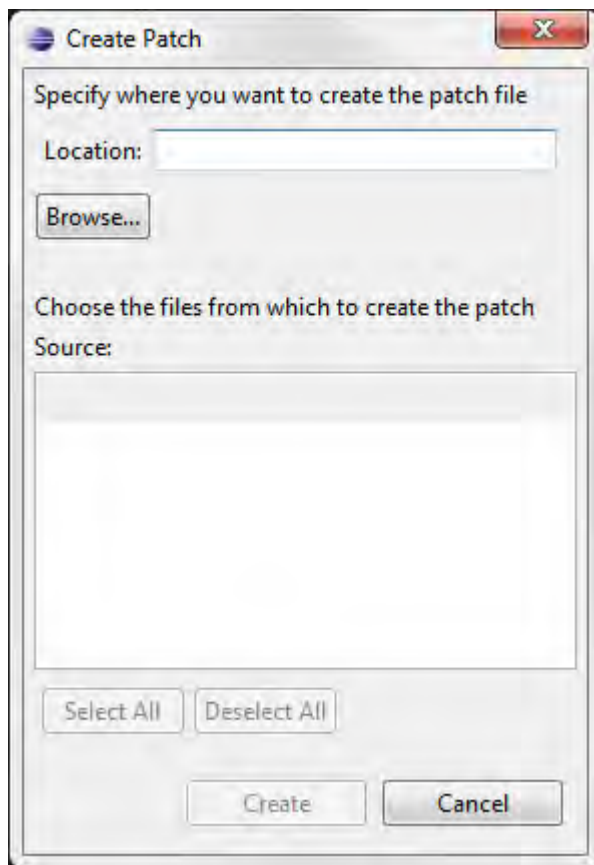 Create Patch
Specify where you want to create the patch file
Location:
Browse...
Choose the files from which to create the patch
Source:
Select All Deselect All
Create Cancel